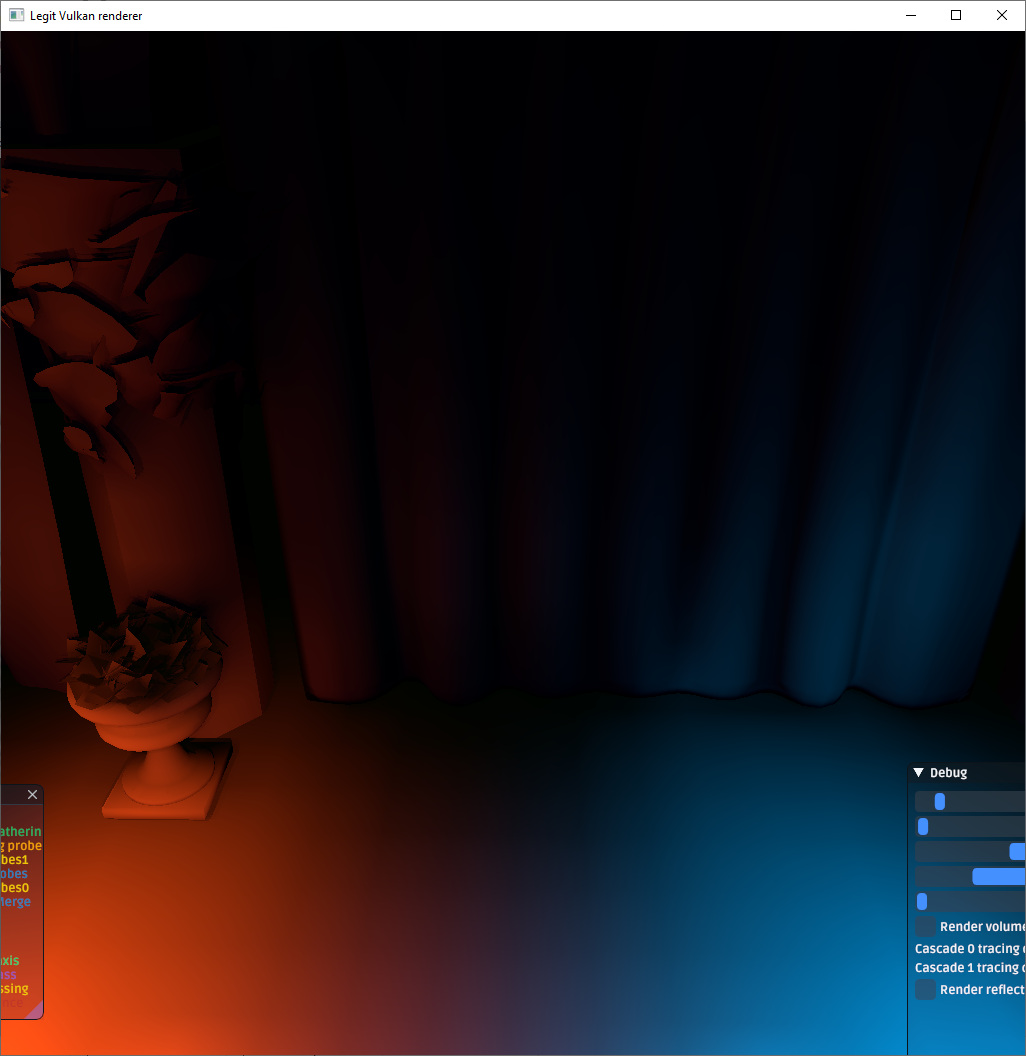 Legit Vulkan renderer
Debug
atherin
g probe
bes1
obes
bes0
Merge
axis
ass
ssing
Render volume
Cascade 0 tracing
Cascade 1 tracing
Render reflect